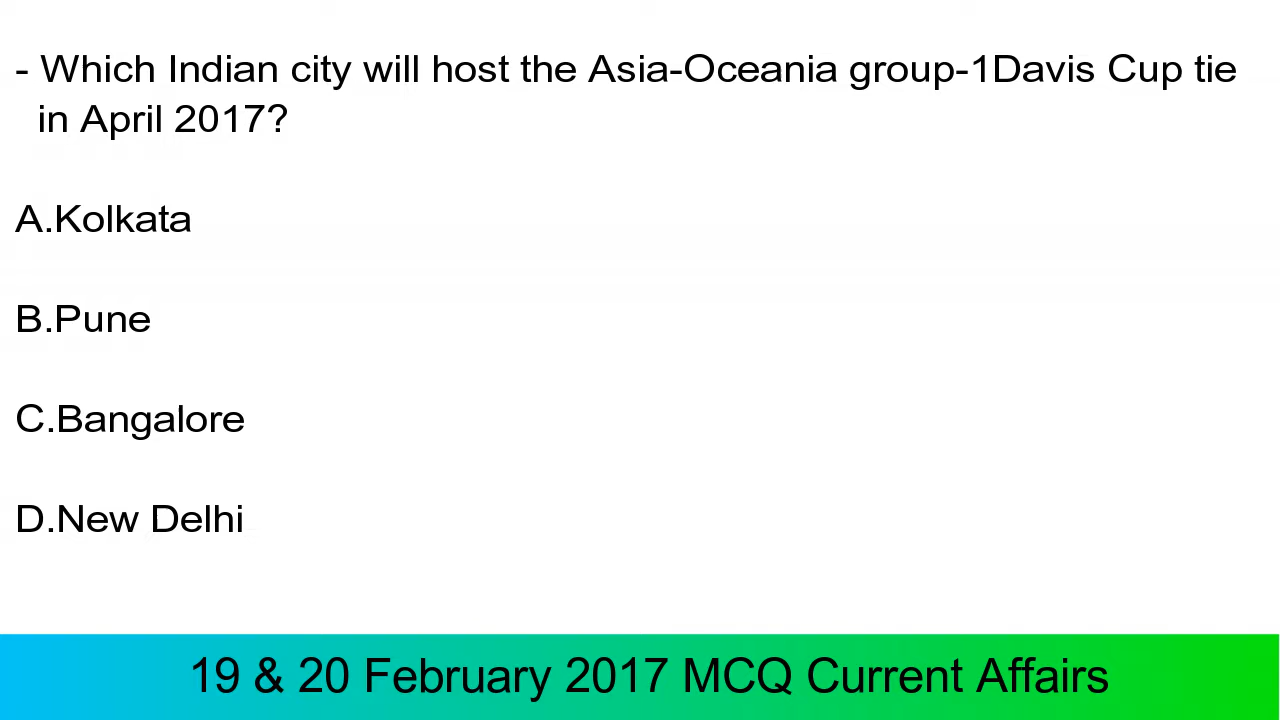 - Which Indian city will host the Asia-Oceania group-1Davis Cup tie
in April 2017?
A.Kolkata
B.Pune
C.Bangalore
D.New Delhi
19 & 20 February 2017 MCQ Current Affairs